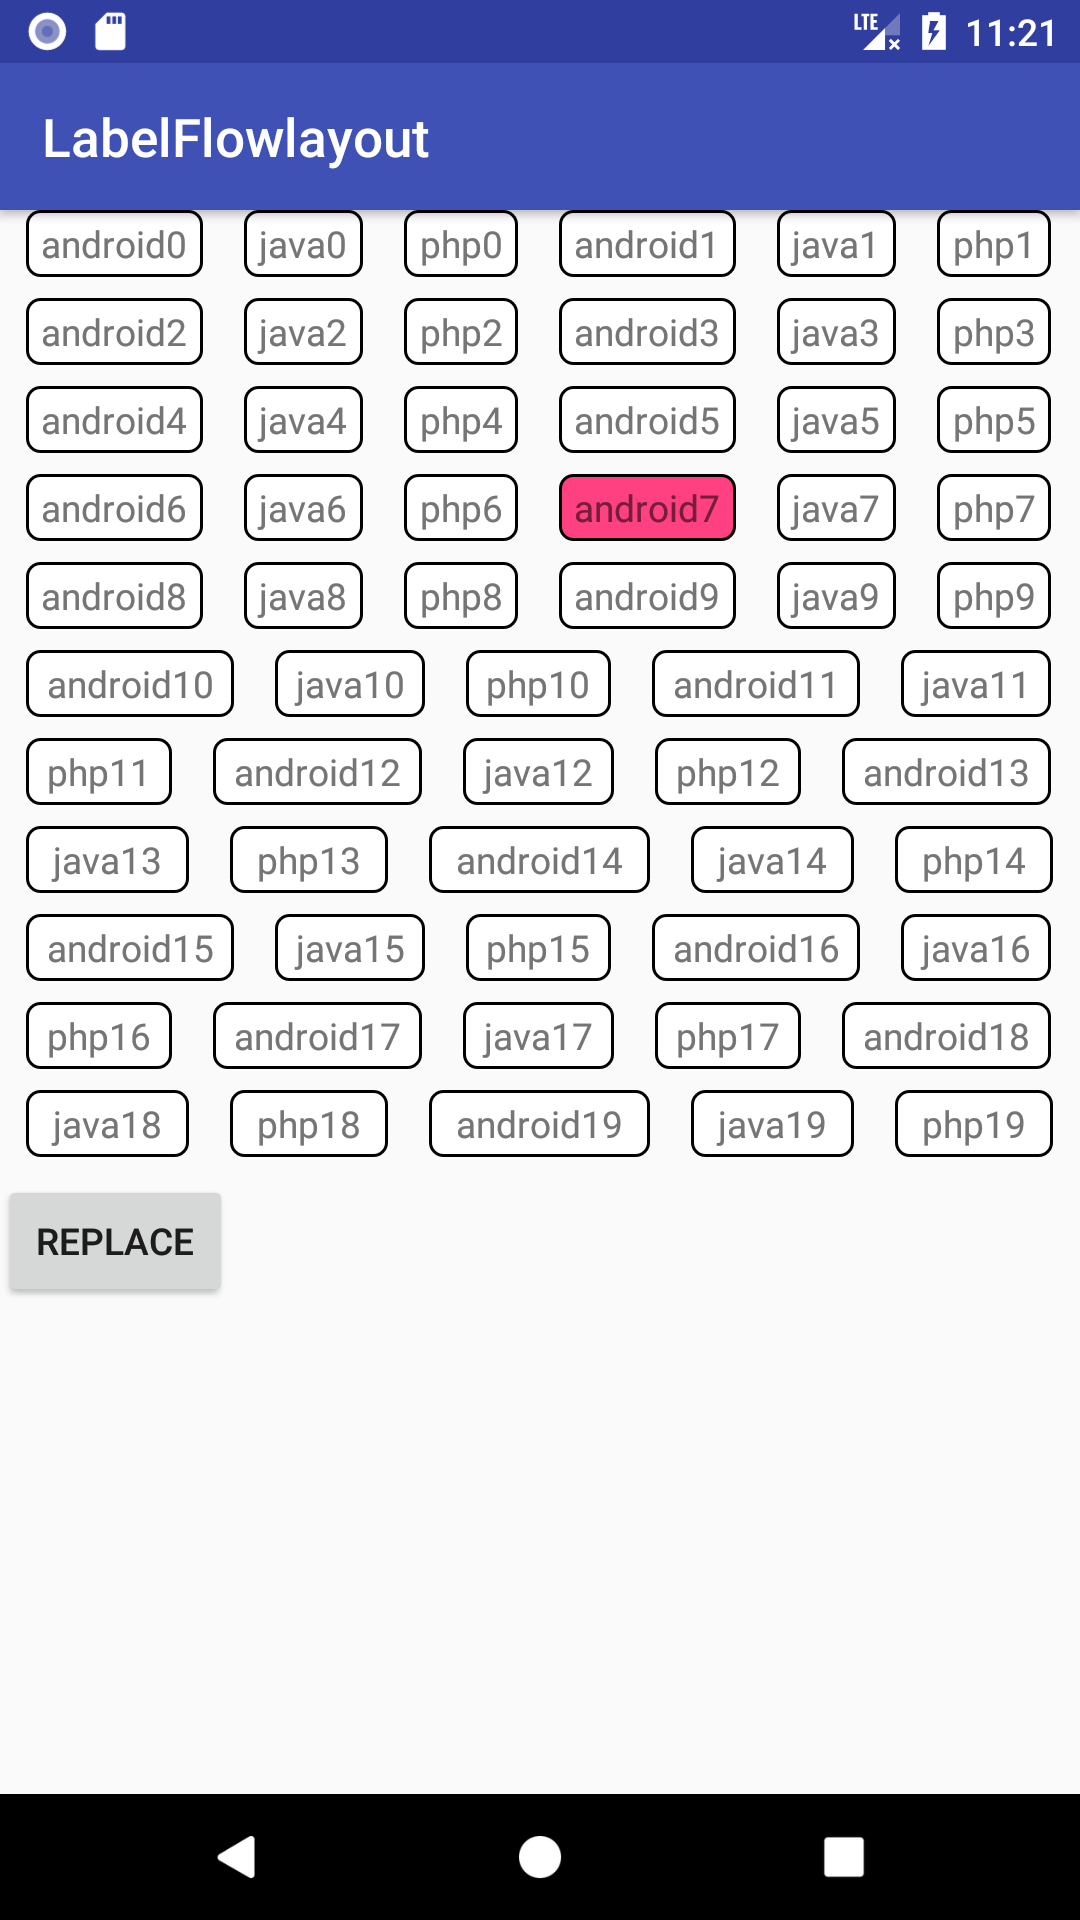 LTE 11:21
LabelFlowlayout
android0 java0 php0 android1 java1 php1
android2 java2 php2 android3 java3 php3
android4 java4 php4 android5 java5 php5
android6 java6 php6 android7 java7 php7
android8 java8 php8 android9 java9 php9
android10 java10 php10 android11 java11
php11 android12 java12 php12 android13
java13 php13 android14 java14 php14
android15 java15 php15 android16 java16
php16 android17 java17 php17 android18
java18 php18 android19 java19 php19
REPLACE